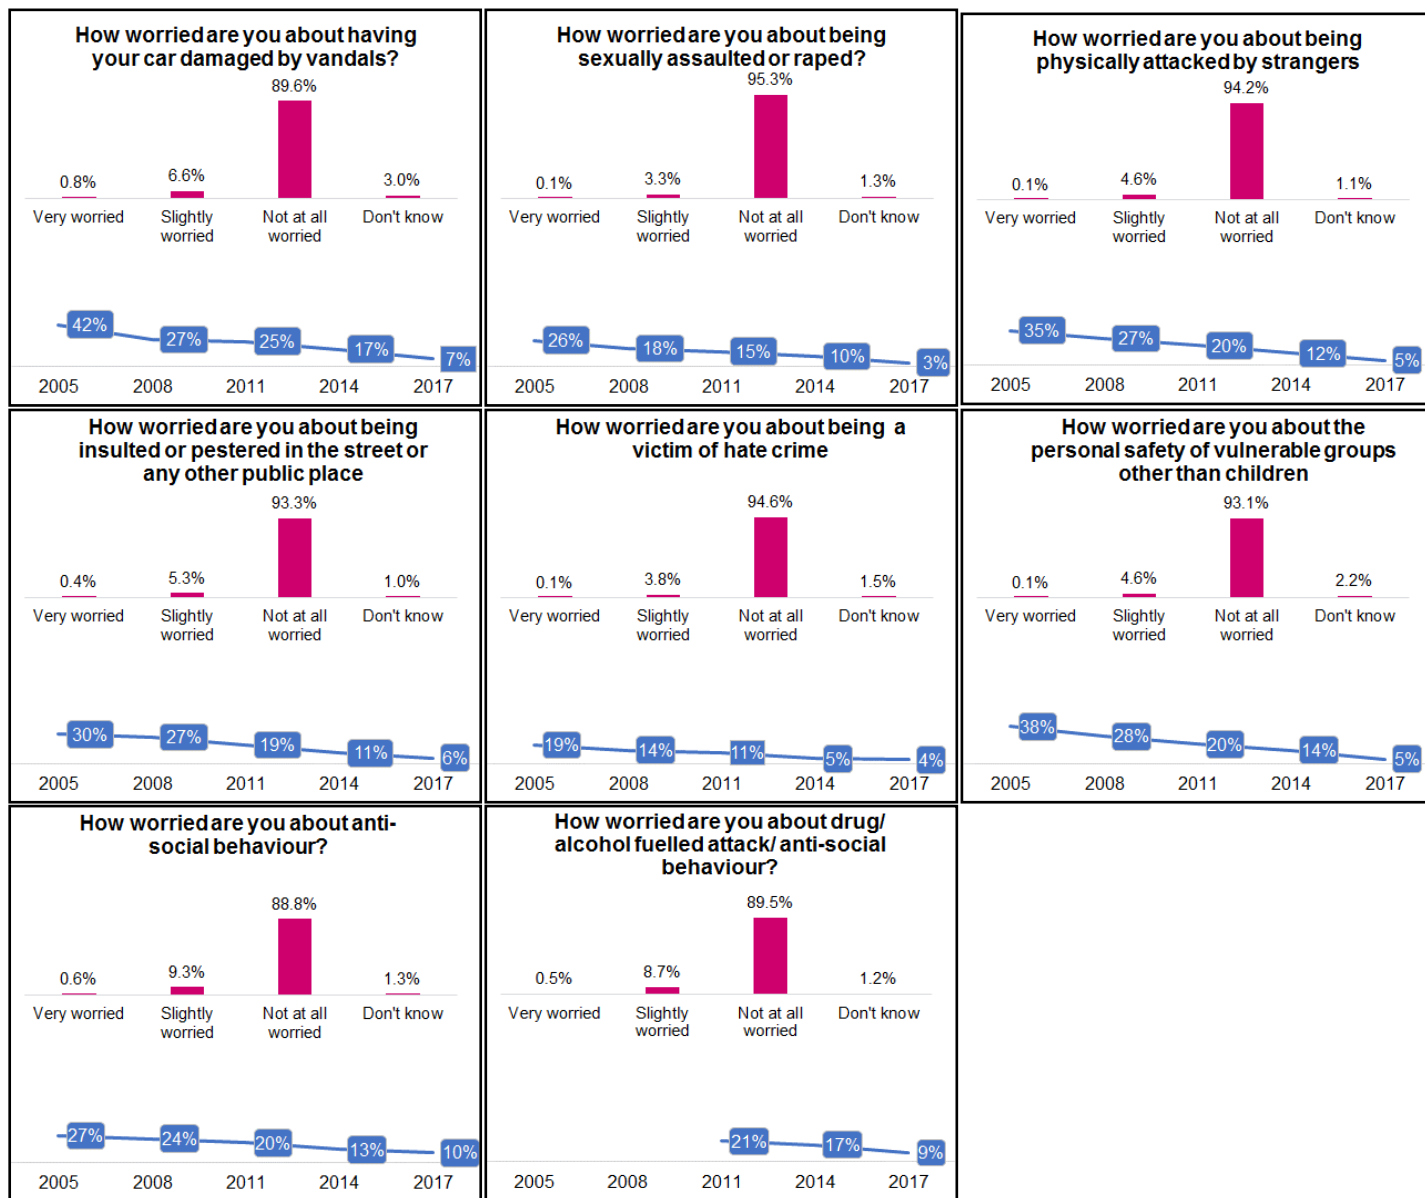 How worried are you about having
your car damaged by vandals?
89.6%
0.8%
6.6%
3.0%
Very worried
Slightly
worried
Not at all
worried
Don't know
42%
27%
25%
17%
7%
2005
2008
2011
2014
2017
How worried are you about being
sexually assaulted or raped?
95.3%
0.1%
3.3%
1.3%
Very worried
Slightly
worried
Not at all
worried
Don't know
26%
18%
15%
10%
3%
2005
2008
2011
2014
2017
How worried are you about being
physically attacked by strangers
94.2%
0.1%
4.6%
1.1%
Very worried
Slightly
worried
Not at all
worried
Don't know
35%
27%
20%
12%
5%
2005
2008
2011
2014
2017
How worried are you about being
insulted or pestered in the street or
any other public place
93.3%
0.4%
5.3%
1.0%
Very worried
Slightly
worried
Not at all
worried
Don't know
30%
27%
19%
11%
6%
2005
2008
2011
2014
2017
How worried are you about being a
victim of hate crime
94.6%
0.1%
3.8%
1.5%
Very worried
Slightly
worried
Not at all
worried
Don't know
19%
14%
11%
5%
4%
2005
2008
2011
2014
2017
How worried are you about the
personal safety of vulnerable groups
other than children
93.1%
0.1%
4.6%
2.2%
Very worried
Slightly
worried
Not at all
worried
Don't know
38%
28%
20%
14%
5%
2005
2008
2011
2014
2017
How worried are you about anti-
social behaviour?
88.8%
0.6%
9.3%
1.3%
Very worried
Slightly
worried
Not at all
worried
Don't know
27%
24%
20%
13%
10%
2005
2008
2011
2014
2017
How worried are you about drug/
alcohol fuelled attack/ anti-social
behaviour?
89.5%
0.5%
8.7%
1.2%
Very worried
Slightly
worried
Not at all
worried
Don't know
21%
17%
9%
2005
2008
2011
2014
2017